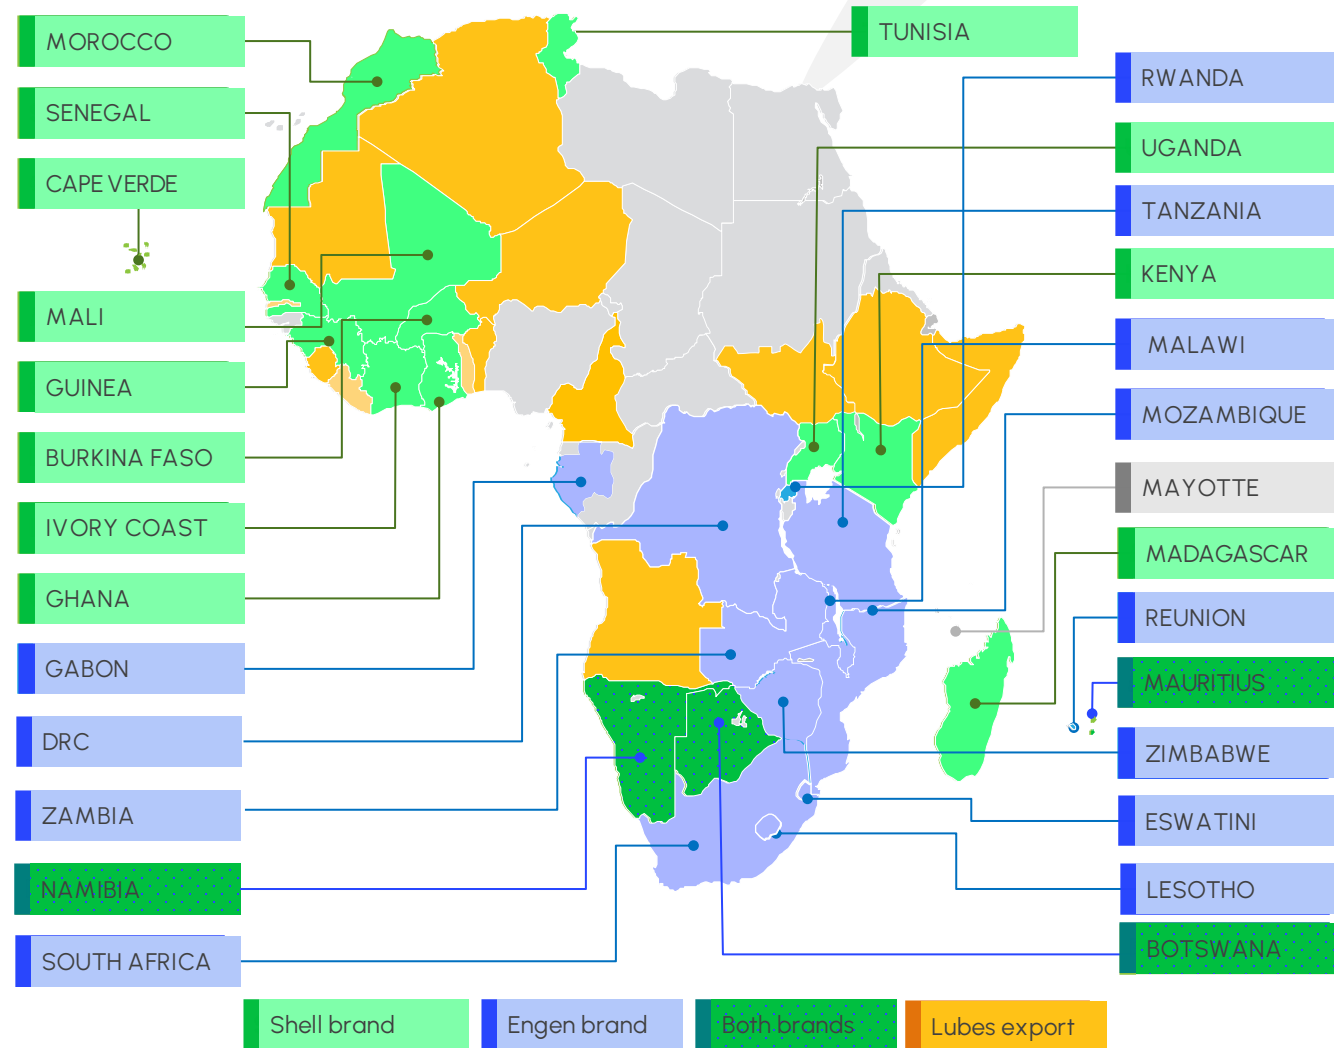 MOROCCO
SENEGAL
CAPE VERDE
MALI
GUINEA
BURKINA FASO
IVORY COAST
GHANA
GABON
DRC
ZAMBIA
NAMIBIA
SOUTH AFRICA
TUNISIA
RWANDA
UGANDA
TANZANIA
KENYA
MALAWI
MOZAMBIQUE
MAYOTTE
MADAGASCAR
REUNION
MAURITIUS
ZIMBABWE
ESWATINI
LESOTHO
BOTSWANA
Shell brand
Engen brand
Both brands
Lubes export